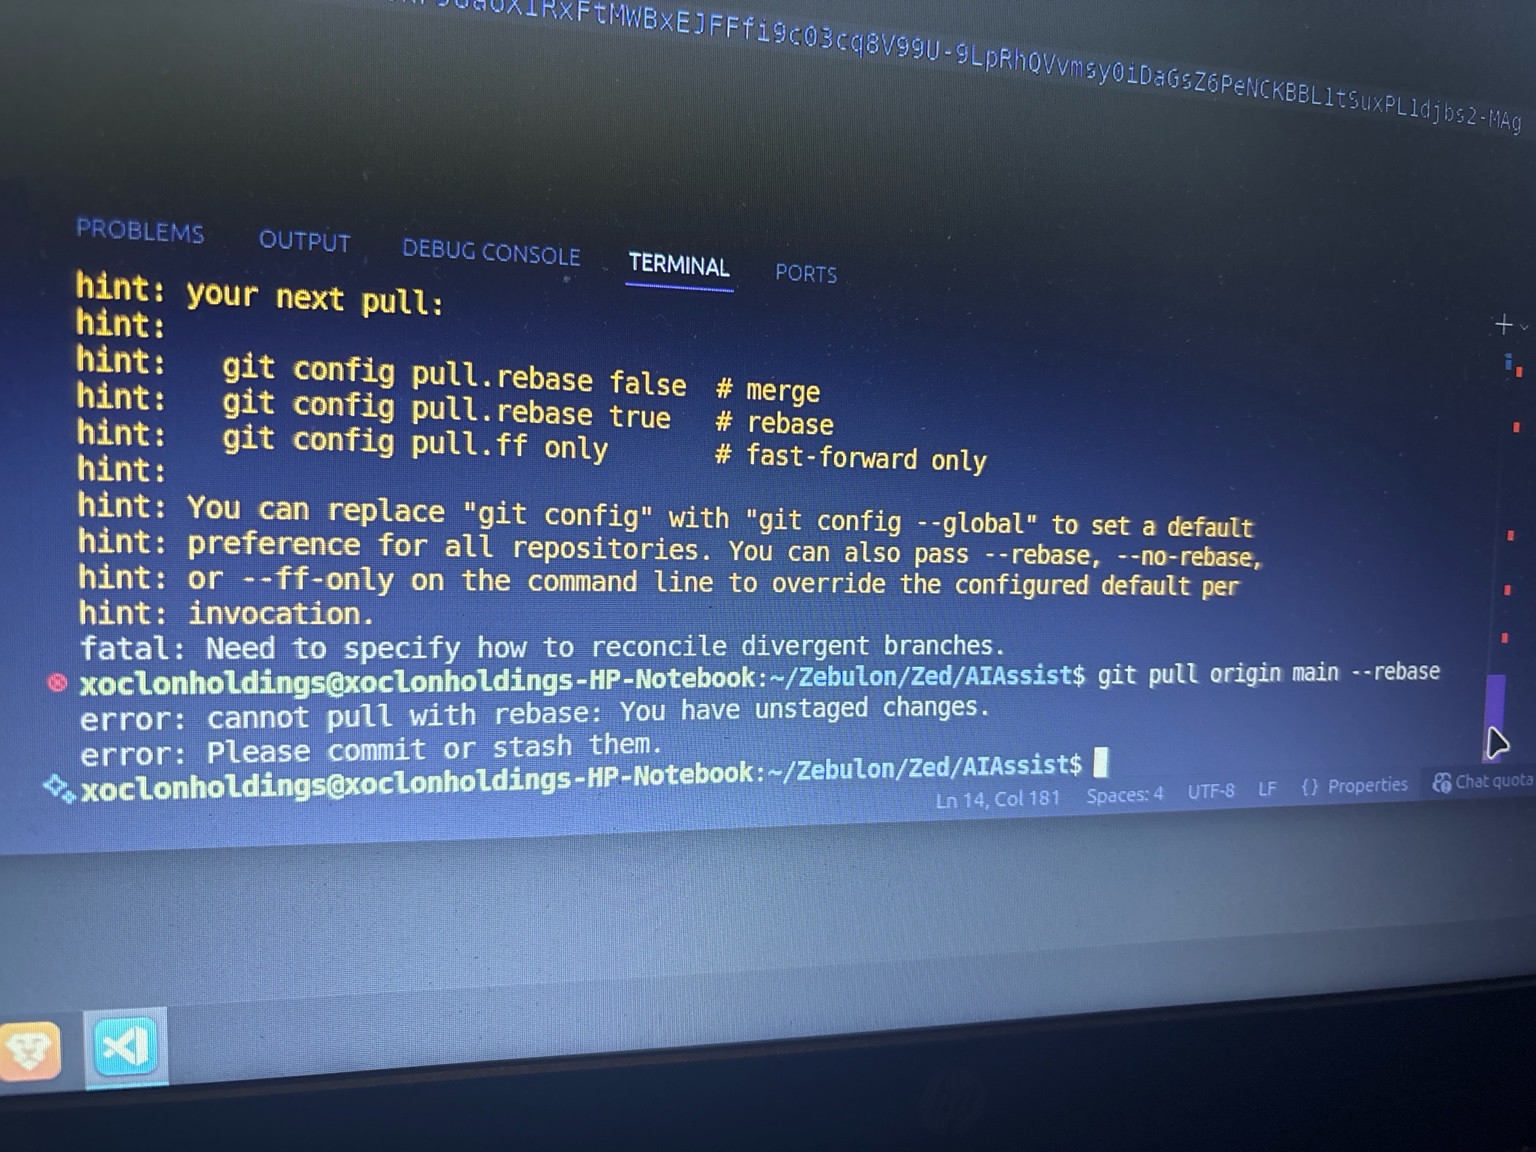 PROBLEMS OUTPUT DEBUG CONSOLE TERMINAL PORTS
hint: your next pull:
hint:
hint:   git config pull.rebase false  # merge
hint:   git config pull.rebase true   # rebase
hint:   git config pull.ff only       # fast-forward only
hint:
hint: You can replace "git config" with "git config --global" to set a default
hint: preference for all repositories. You can also pass --rebase, --no-rebase,
hint: or --ff-only on the command line to override the configured default per
hint: invocation.
fatal: Need to specify how to reconcile divergent branches.
xoclonholdings@xoclonholdings-HP-Notebook:~/Zebulon/Zed/AIAssist$ git pull origin main --rebase
error: cannot pull with rebase: You have unstaged changes.
error: Please commit or stash them.
xoclonholdings@xoclonholdings-HP-Notebook:~/Zebulon/Zed/AIAssist$
Ln 14, Col 181 Spaces: 4 UTF-8 LF {} Properties Chat quota